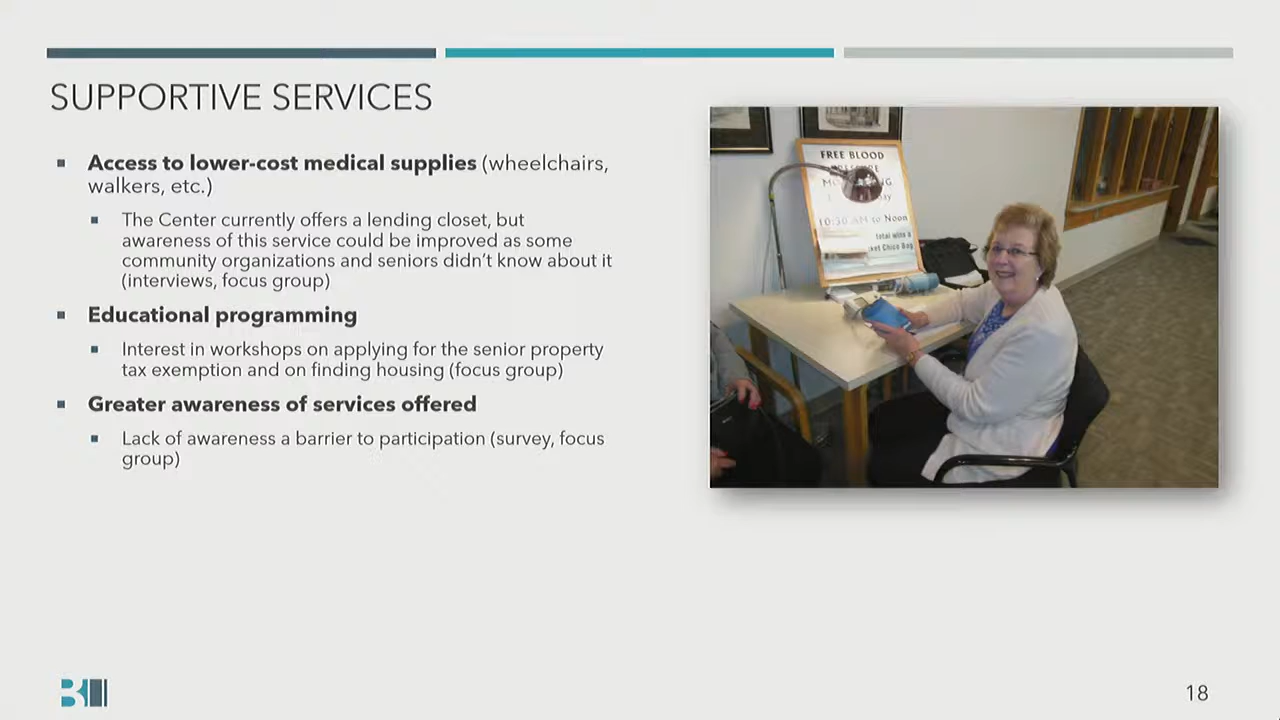 SUPPORTIVE SERVICES
▪ Access to lower-cost medical supplies (wheelchairs,
walkers, etc.)
▪ The Center currently offers a lending closet, but
awareness of this service could be improved as some
community organizations and seniors didn't know about it
(interviews, focus group)
▪ Educational programming
▪ Interest in workshops on applying for the senior property
tax exemption and on finding housing (focus group)
▪ Greater awareness of services offered
▪ Lack of awareness a barrier to participation (survey, focus
group)
FREE BLOOD
10:30 AM to Noon
18